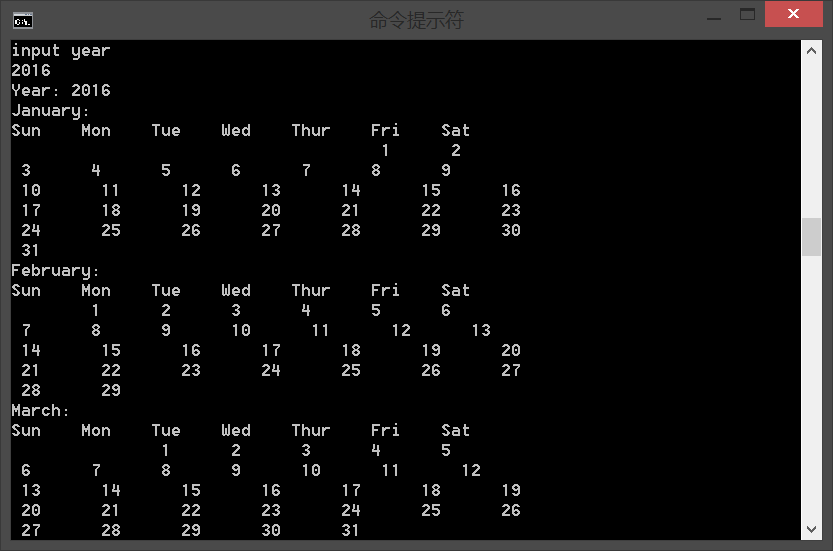 命令提示符
input year
2016
Year: 2016
January:
Sun    Mon    Tue    Wed    Thur    Fri    Sat
                                     1      2
 3      4      5      6      7      8      9
 10      11      12      13      14      15      16
 17      18      19      20      21      22      23
 24      25      26      27      28      29      30
 31
February:
Sun    Mon    Tue    Wed    Thur    Fri    Sat
        1      2      3      4      5      6
 7      8      9      10      11      12      13
 14      15      16      17      18      19      20
 21      22      23      24      25      26      27
 28      29
March:
Sun    Mon    Tue    Wed    Thur    Fri    Sat
               1      2      3      4      5
 6      7      8      9      10      11      12
 13      14      15      16      17      18      19
 20      21      22      23      24      25      26
 27      28      29      30      31